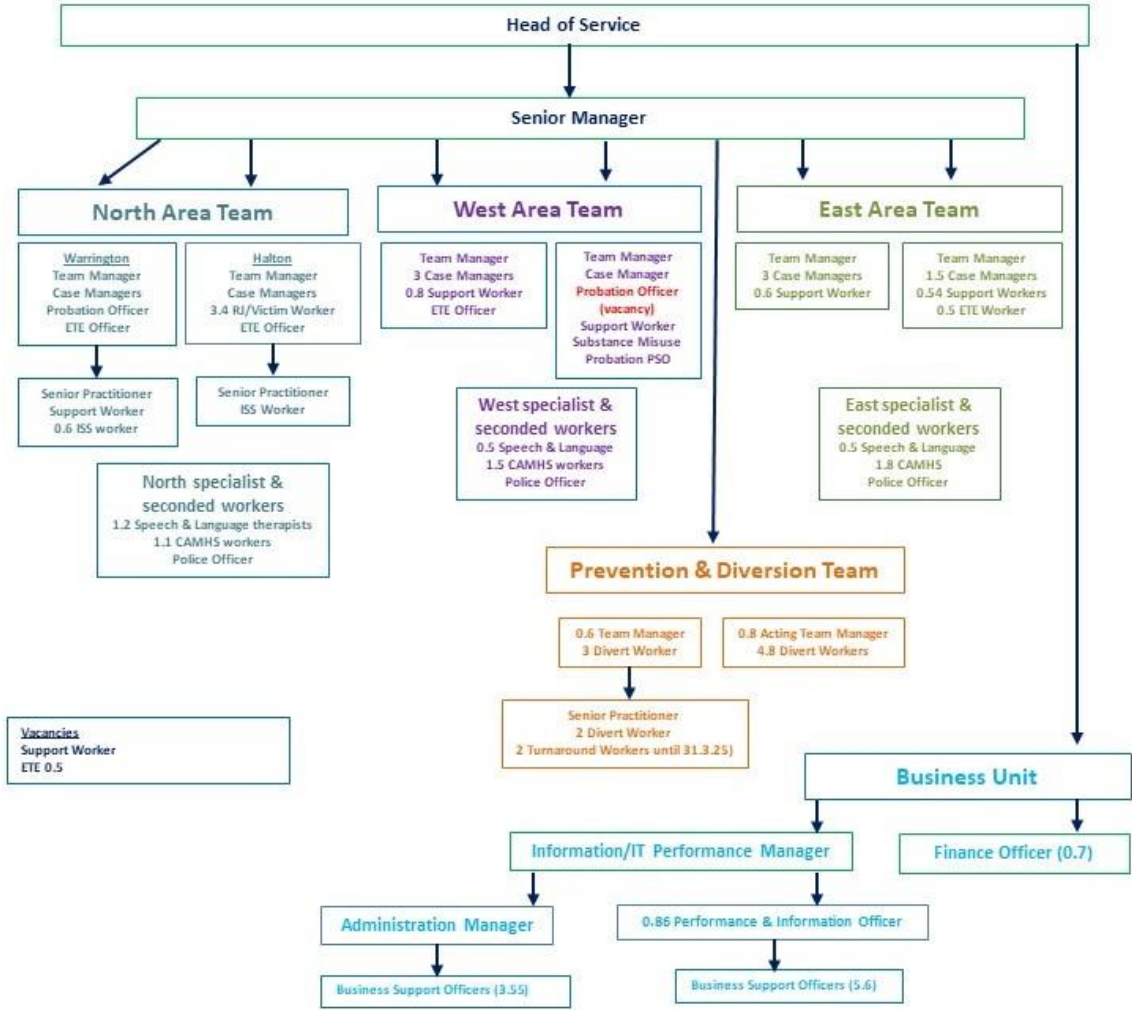 Head of Service
Senior Manager
North Area Team
Warrington
Team Manager
Case Managers
Probation Officer
ETE Officer
Halton
Team Manager
Case Managers
3.4 RJ/Victim Worker
ETE Officer
Senior Practitioner
Support Worker
0.6 ISS worker
Senior Practitioner
ISS Worker
North specialist &
seconded workers
1.2 Speech & Language therapists
1.1 CAMHS workers
Police Officer
West Area Team
Team Manager
3 Case Managers
0.8 Support Worker
ETE Officer
Team Manager
Case Manager
Probation Officer
(vacancy)
Support Worker
Substance Misuse
Probation PSO
West specialist &
seconded workers
0.5 Speech & Language
1.5 CAMHS workers
Police Officer
East Area Team
Team Manager
3 Case Managers
0.6 Support Worker
Team Manager
1.5 Case Managers
0.54 Support Workers
0.5 ETE Worker
East specialist &
seconded workers
0.5 Speech & Language
1.8 CAMHS
Police Officer
Prevention & Diversion Team
0.6 Team Manager
3 Divert Worker
0.8 Acting Team Manager
4.8 Divert Workers
Senior Practitioner
2 Divert Worker
2 Turnaround Workers until 31.3.25)
Vacancies
Support Worker
ETE 0.5
Business Unit
Information/IT Performance Manager
Finance Officer (0.7)
Administration Manager
0.86 Performance & Information Officer
Business Support Officers (3.55)
Business Support Officers (5.6)